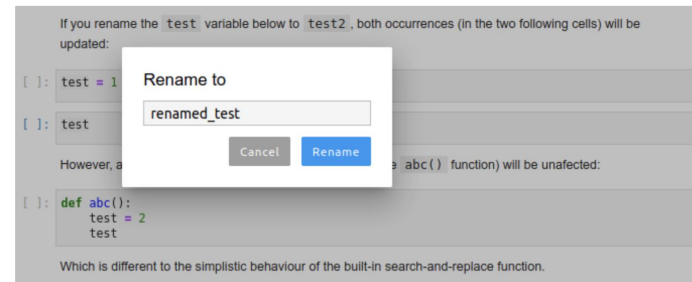 If you rename the test variable below to test2 , both occurrences (in the two following cells) will be
updated:
[ ]: test = 1
Rename to
renamed_test
[ ]: test
Cancel Rename
However, a abc() function) will be unafected:
[ ]: def abc():
test = 2
test
Which is different to the simplistic behaviour of the built-in search-and-replace function.